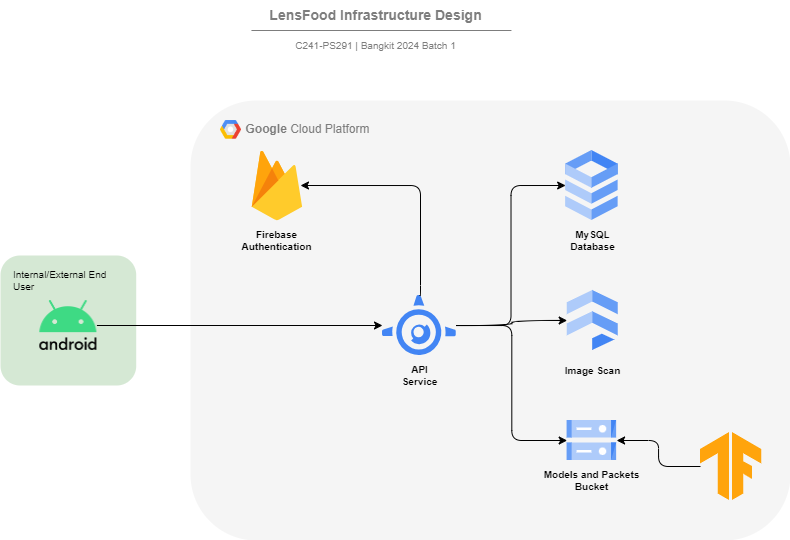 LensFood Infrastructure Design
C241-PS291 | Bangkit 2024 Batch 1
Google Cloud Platform
Firebase
Authentication
MySQL
Database
Internal/External End
User
android
API
Service
Image Scan
Models and Packets
Bucket